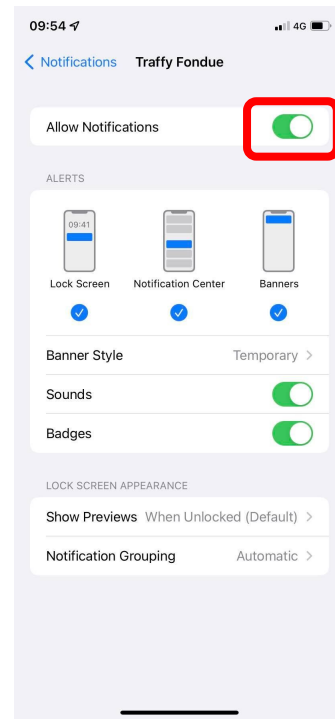 09:54 4G
Notifications Traffy Fondue
Allow Notifications
ALERTS
09:41
Lock Screen Notification Center Banners
Banner Style Temporary
Sounds
Badges
LOCK SCREEN APPEARANCE
Show Previews When Unlocked (Default)
Notification Grouping Automatic